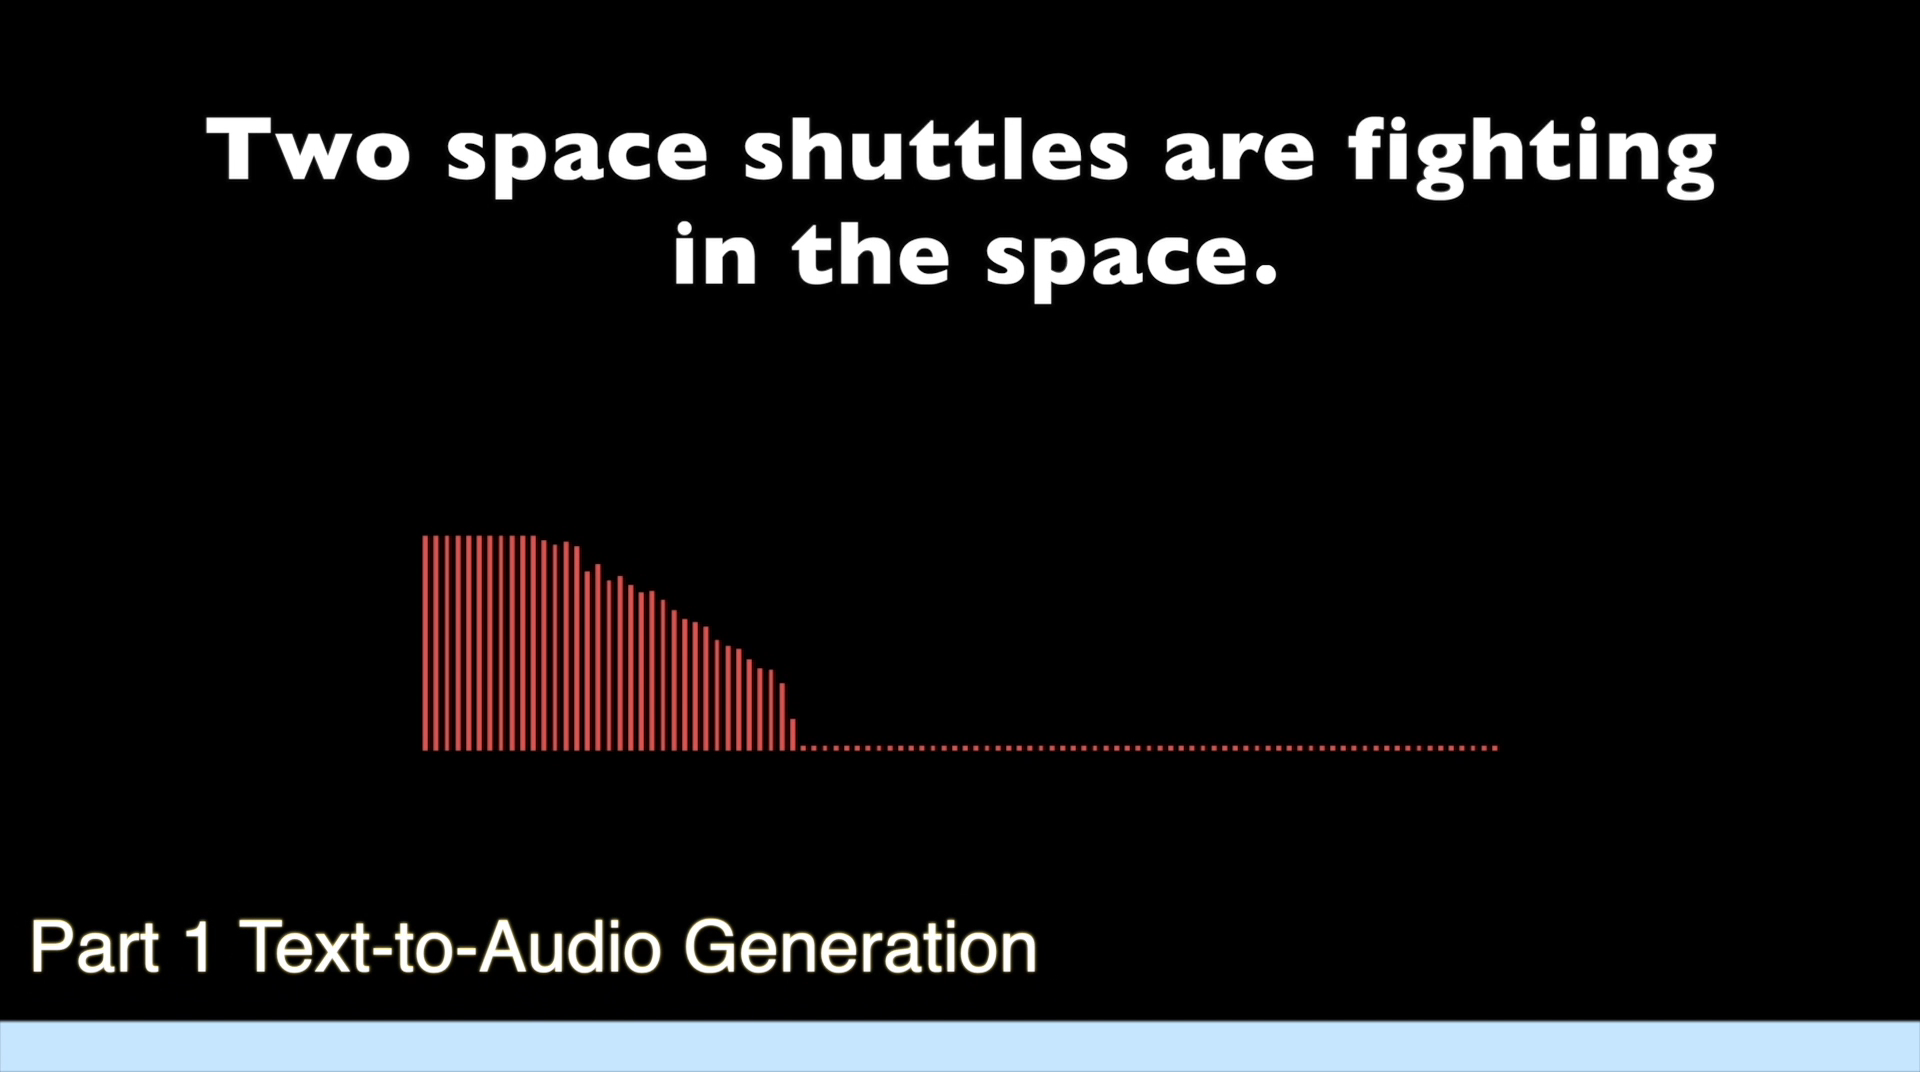 Two space shuttles are fighting
in the space.
Part 1 Text-to-Audio Generation